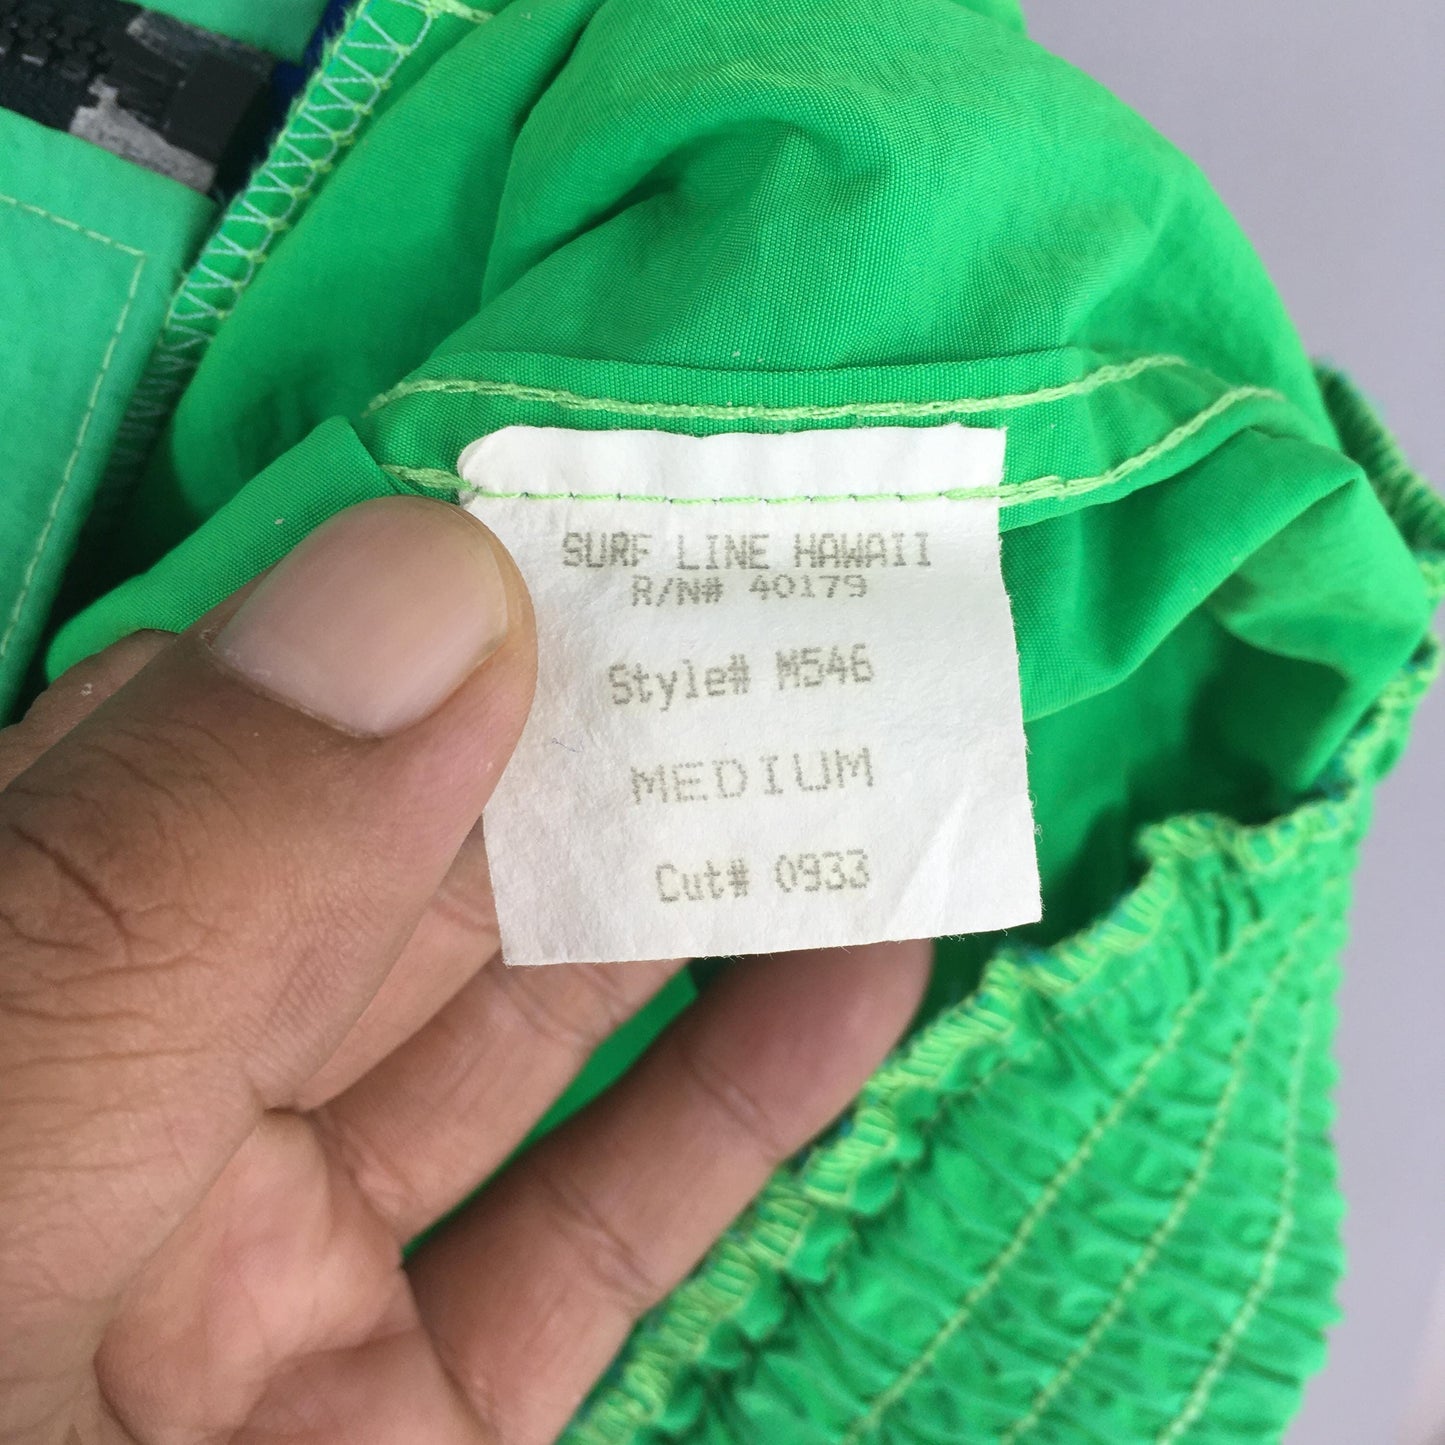 SURF LINE HAWAII
R/N# 40179
Style# M546
MEDIUM
Cut# 0933